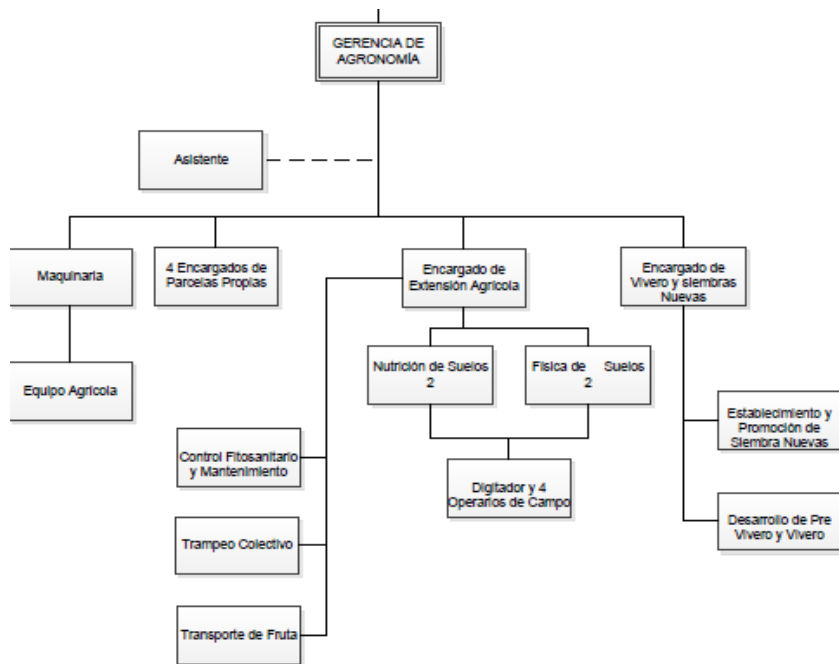 GERENCIA DE
AGRONOMÍA
Asistente
Maquinaria
4 Encargados de
Parcelas Propias
Encargado de
Extensión Agrícola
Encargado de
Vivero y siembras
Nuevas
Equipo Agrícola
Nutrición de Suelos
2
Física de Suelos
2
Establecimiento y
Promoción de
Siembra Nuevas
Control Fitosanitario
y Mantenimiento
Digitador y 4
Operarios de Campo
Desarrollo de Pre
Vivero y Vivero
Trampeo Colectivo
Transporte de Fruta